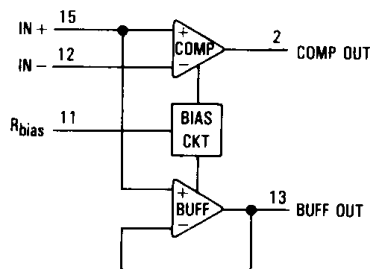 IN+ 15
+
COMP
-
2 COMP OUT
IN- 12
Rbias 11
BIAS
CKT
+
BUFF
-
13 BUFF OUT